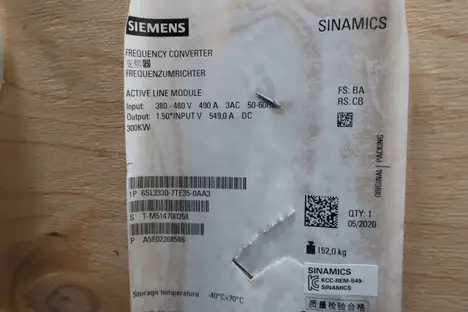 SIEMENS
SINAMICS
FREQUENCY CONVERTER
变频器
FREQUENZUMRICHTER
ACTIVE LINE MODULE
Input: 380 - 480 V 490 A 3AC 50-60Hz
Output: 1.50*INPUT V 549,0 A DC
300KW
FS: BA
RS: CB
ORIGINAL PACKING
1P 6SL3330-7TE35-0AA3
S T-M514700358
P A5E02268586
QTY: 1
05/2020
152,0 kg
SINAMICS
KCC-REM-S49-
SINAMICS
质量检验合格
Storage temperature -40°C±70°C